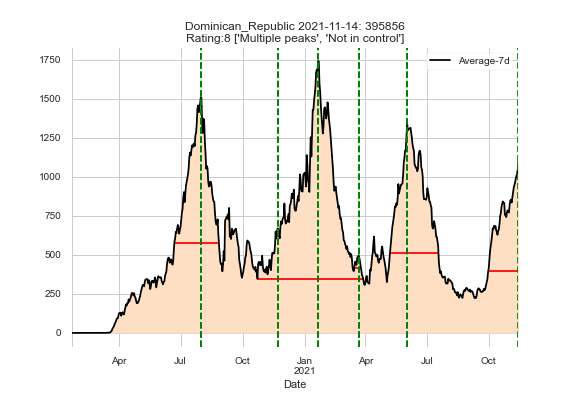 Dominican_Republic 2021-11-14: 395856
Rating:8 ['Multiple peaks', 'Not in control']
Average-7d
1750
1500
1250
1000
750
500
250
0
Apr Jul Oct Jan Apr Jul Oct
2021
Date